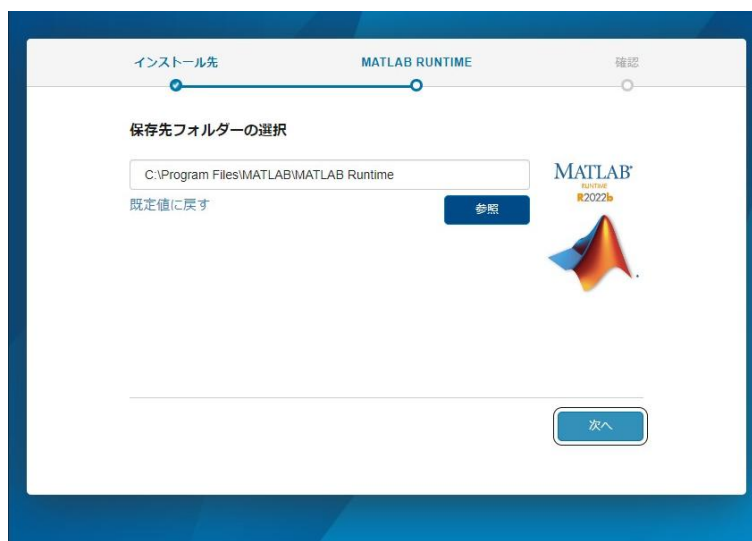 インストール先
MATLAB RUNTIME
確認
保存先フォルダーの選択
C:\Program Files\MATLAB\MATLAB Runtime
既定値に戻す
参照
MATLAB
RUNTIME
R2022b
次へ